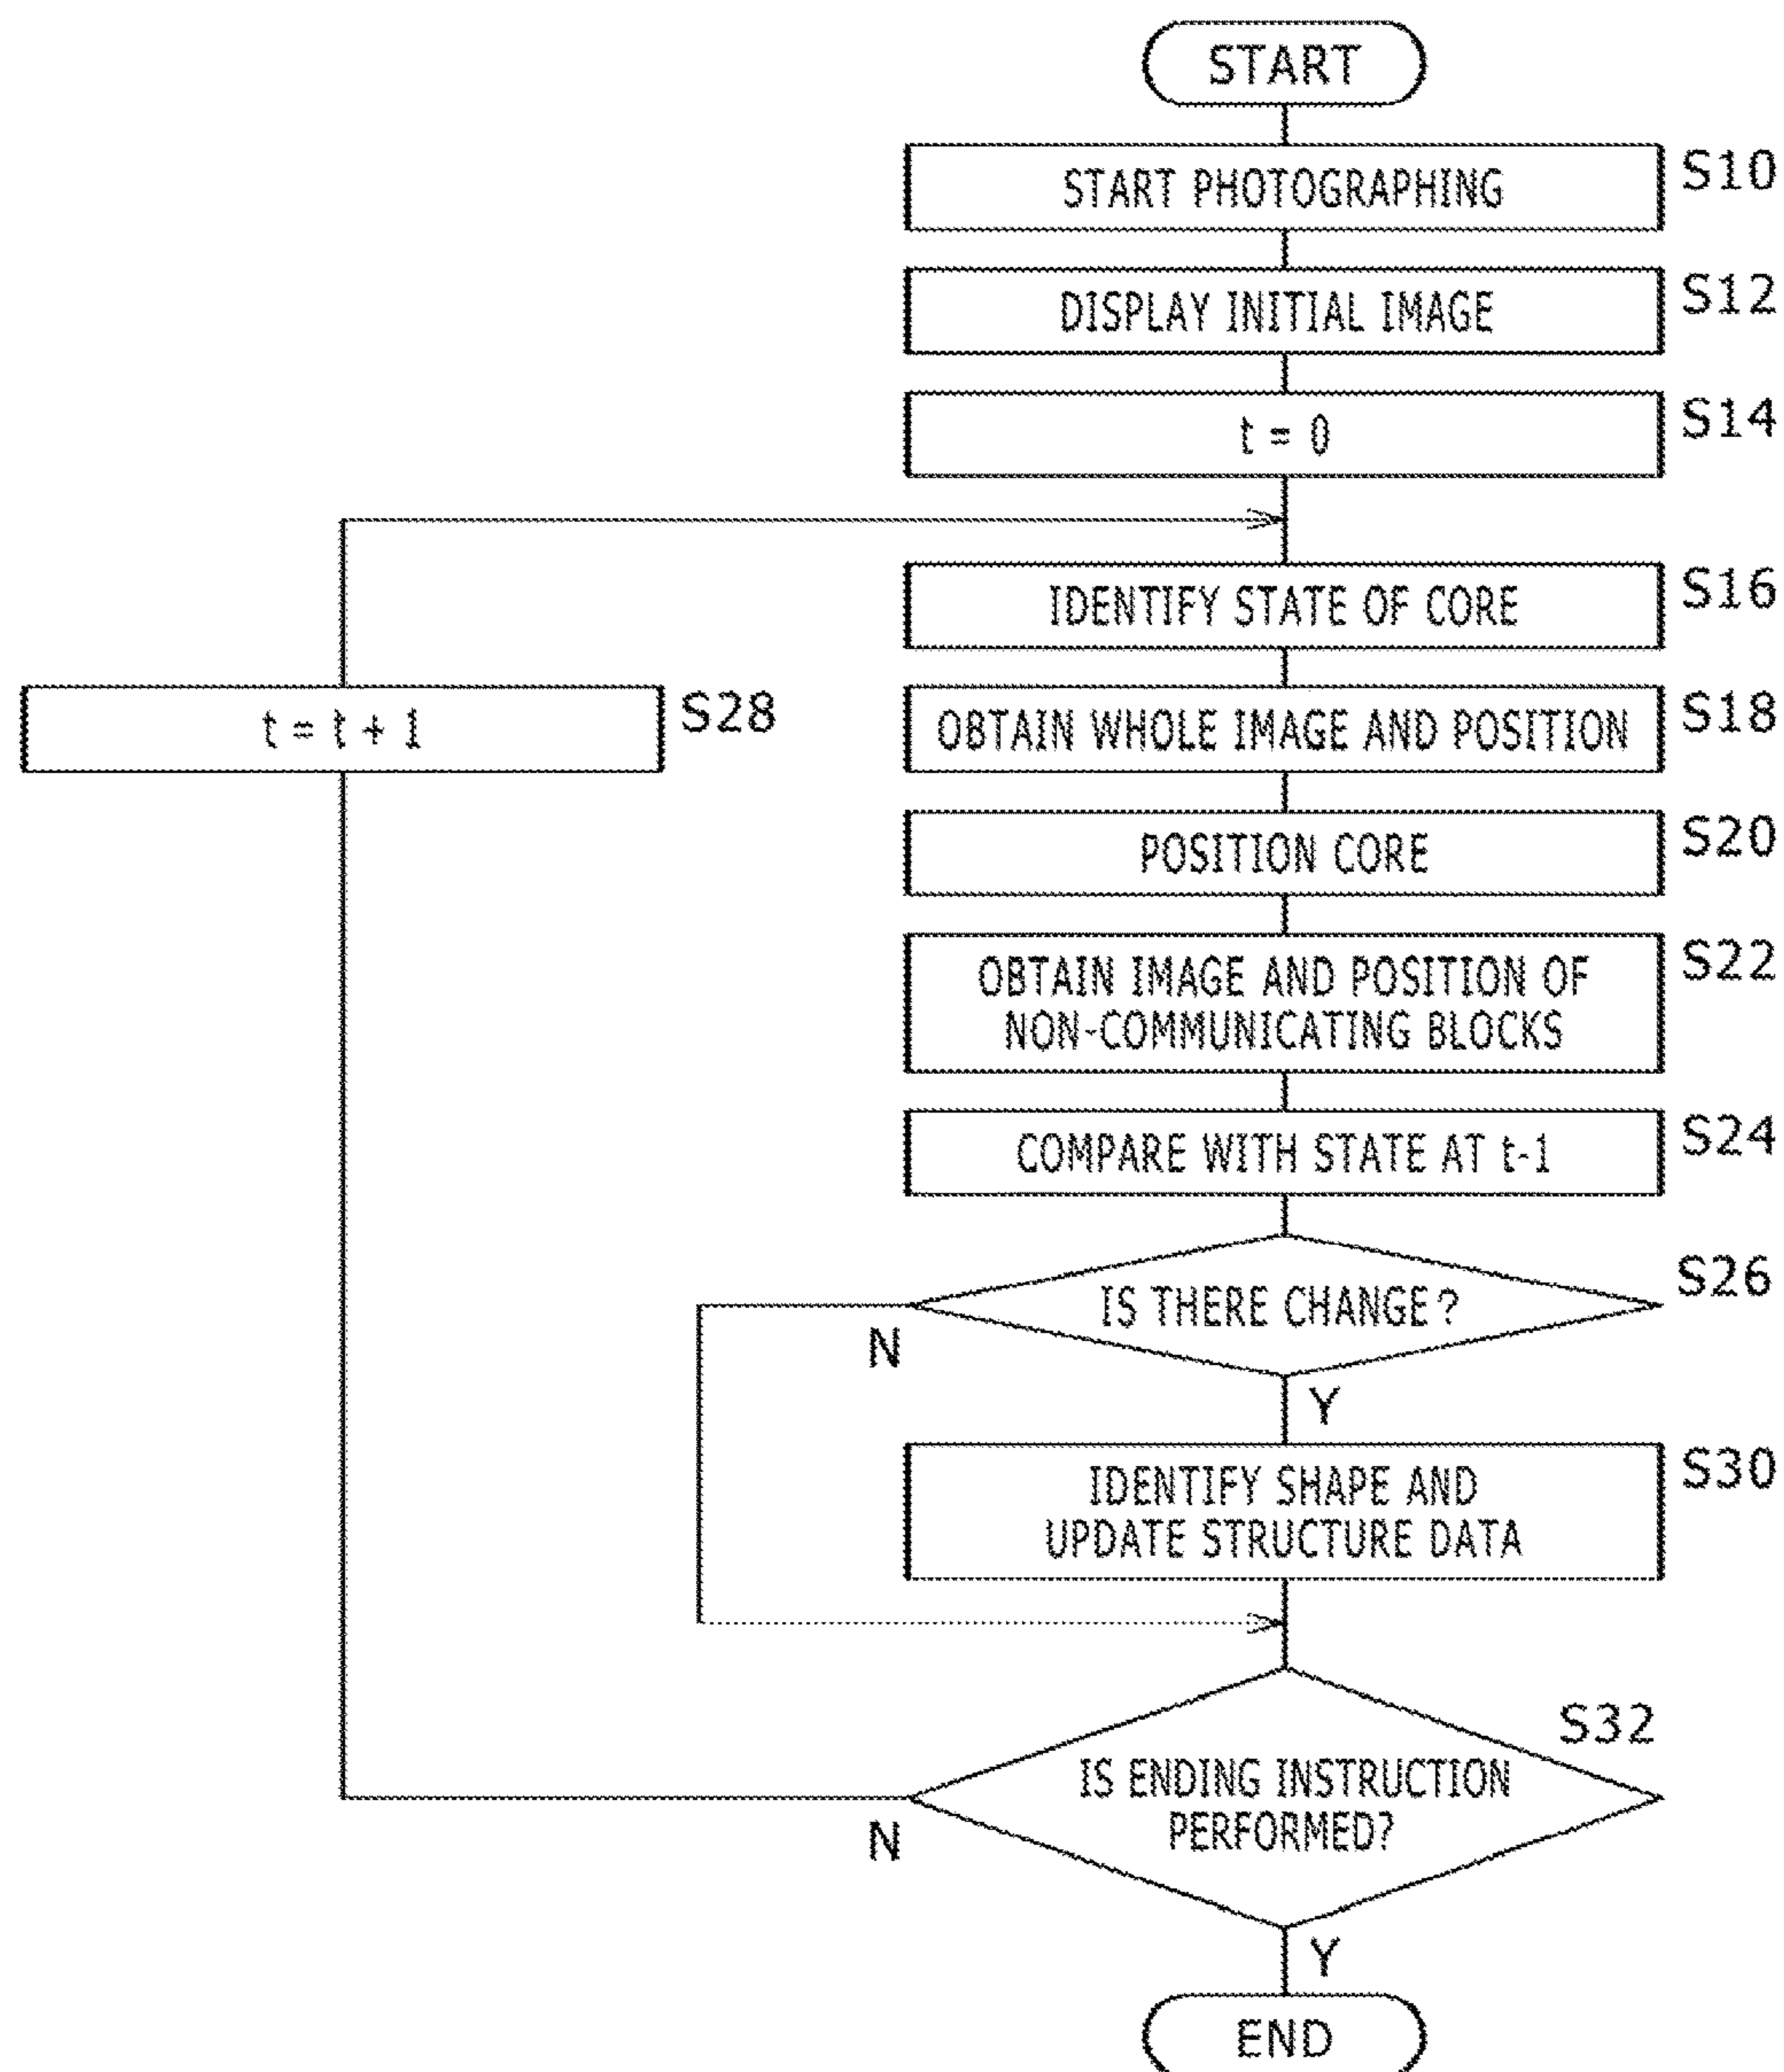 START
START PHOTOGRAPHING
S10
DISPLAY INITIAL IMAGE
S12
t = 0
S14
IDENTIFY STATE OF CORE
S16
t = t + 1
S28
OBTAIN WHOLE IMAGE AND POSITION
S18
POSITION CORE
S20
OBTAIN IMAGE AND POSITION OF
NON-COMMUNICATING BLOCKS
S22
COMPARE WITH STATE AT t-1
S24
IS THERE CHANGE?
S26
N
Y
IDENTIFY SHAPE AND
UPDATE STRUCTURE DATA
S30
S32
IS ENDING INSTRUCTION
PERFORMED?
N
Y
END